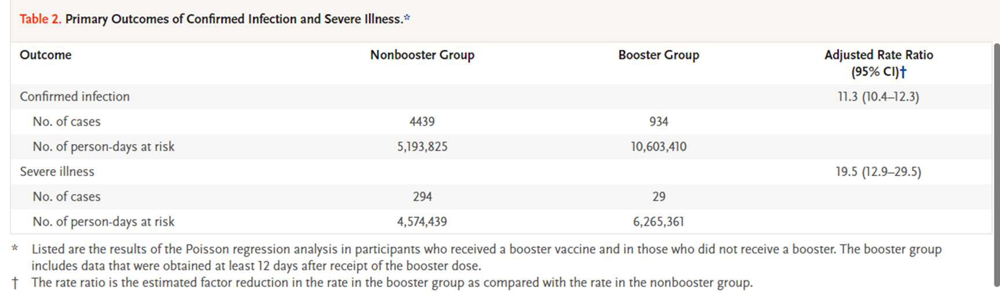 Table 2. Primary Outcomes of Confirmed Infection and Severe Illness.*
Outcome Nonbooster Group Booster Group Adjusted Rate Ratio
(95% CI)†
Confirmed infection 11.3 (10.4–12.3)
No. of cases 4439 934
No. of person-days at risk 5,193,825 10,603,410
Severe illness 19.5 (12.9–29.5)
No. of cases 294 29
No. of person-days at risk 4,574,439 6,265,361
* Listed are the results of the Poisson regression analysis in participants who received a booster vaccine and in those who did not receive a booster. The booster group
includes data that were obtained at least 12 days after receipt of the booster dose.
† The rate ratio is the estimated factor reduction in the rate in the booster group as compared with the rate in the nonbooster group.